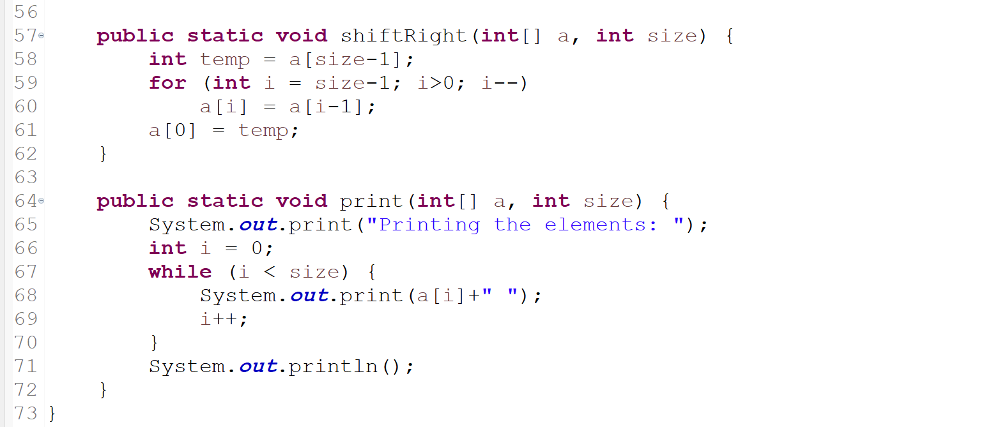 56
57    public static void shiftRight(int[] a, int size) {
58        int temp = a[size-1];
59        for (int i = size-1; i>0; i--)
60            a[i] = a[i-1];
61        a[0] = temp;
62    }
63
64    public static void print(int[] a, int size) {
65        System.out.print("Printing the elements: ");
66        int i = 0;
67        while (i < size) {
68            System.out.print(a[i]+" ");
69            i++;
70        }
71        System.out.println();
72    }
73 }